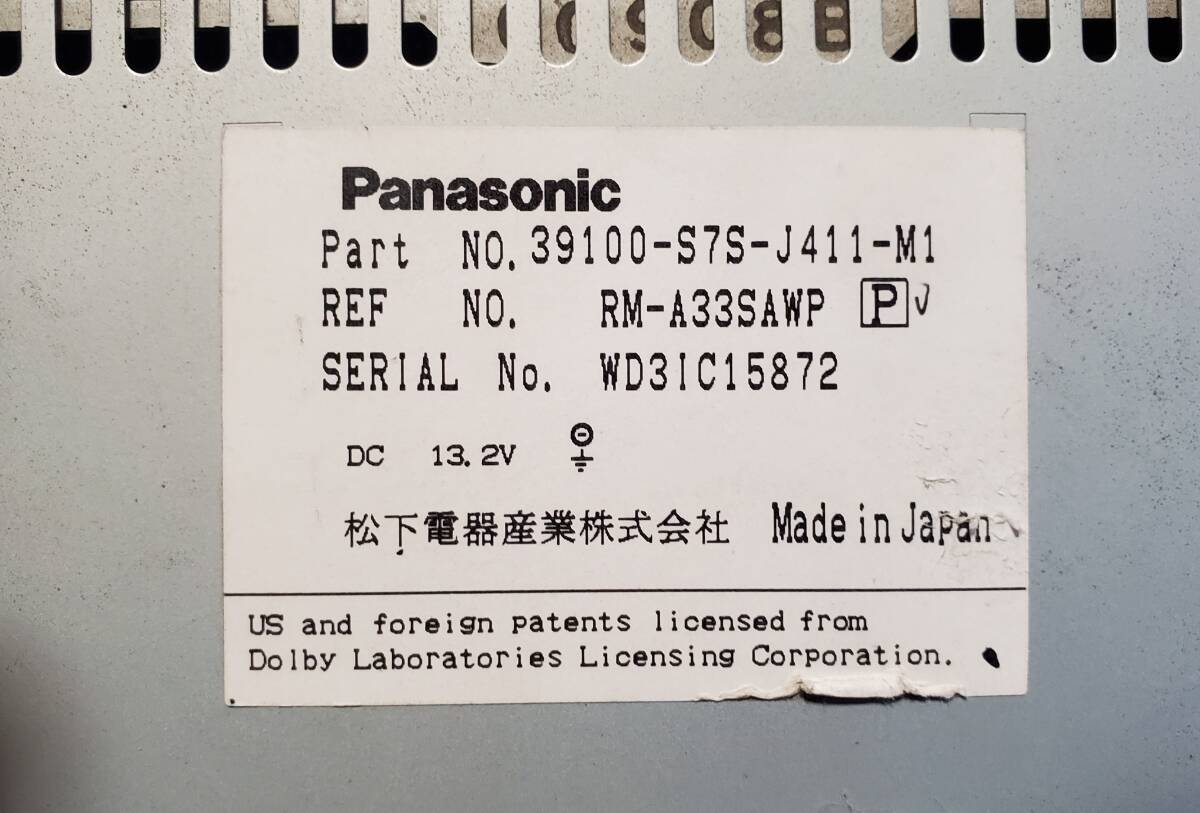 00908B
Panasonic
Part NO. 39100-S7S-J411-M1
REF NO. RM-A33SAWP P
SERIAL No. WD3IC15872
DC 13.2V
松下電器産業株式会社 Made in Japan
US and foreign patents licensed from
Dolby Laboratories Licensing Corporation.